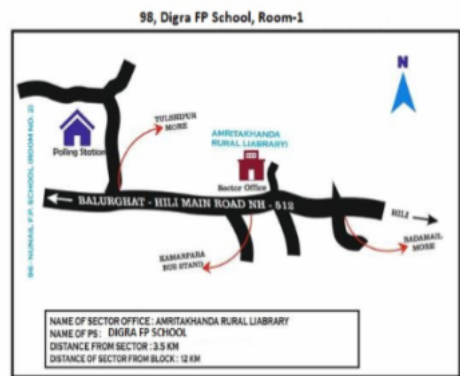 98, Digra FP School, Room-1
N
TULSHIPUR
MORE
AMRITAKHANDA
RURAL LIABRARY)
Polling Station
Sector Office
96- NUNAIL F.P. SCHOOL (ROOM NO. 2)
BALURGHAT - HILI MAIN ROAD NH - 512
HILI
KAMARPARA
BUS STAND
BADAMAIL
MORE
NAME OF SECTOR OFFICE : AMRITAKHANDA RURAL LIABRARY
NAME OF PS : DIGRA FP SCHOOL
DISTANCE FROM SECTOR : 3.5 KM
DISTANCE OF SECTOR FROM BLOCK : 12 KM